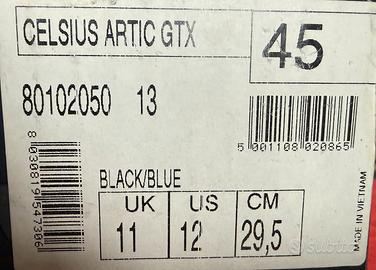 CELSIUS ARTIC GTX
45
80102050 13
5 001108 020865
8 030819 547306
BLACK/BLUE
UK US CM
11 12 29,5
MADE IN VIETNAM
subito